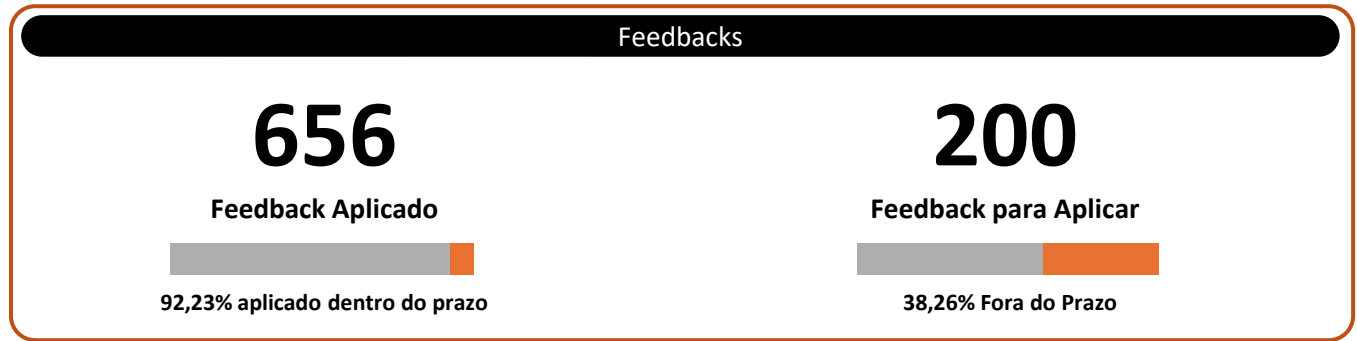 Feedbacks
656
Feedback Aplicado
92,23% aplicado dentro do prazo
200
Feedback para Aplicar
38,26% Fora do Prazo